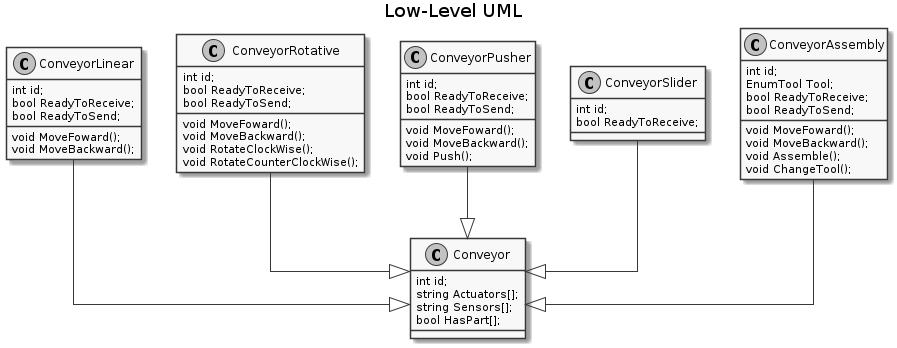 Low-Level UML
C ConveyorLinear
int id;
bool ReadyToReceive;
bool ReadyToSend;
void MoveFoward();
void MoveBackward();
C ConveyorRotative
int id;
bool ReadyToReceive;
bool ReadyToSend;
void MoveFoward();
void MoveBackward();
void RotateClockWise();
void RotateCounterClockWise();
C ConveyorPusher
int id;
bool ReadyToReceive;
bool ReadyToSend;
void MoveFoward();
void MoveBackward();
void Push();
C ConveyorSlider
int id;
bool ReadyToReceive;
C ConveyorAssembly
int id;
EnumTool Tool;
bool ReadyToReceive;
bool ReadyToSend;
void MoveFoward();
void MoveBackward();
void Assemble();
void ChangeTool();
C Conveyor
int id;
string Actuators[];
string Sensors[];
bool HasPart[];